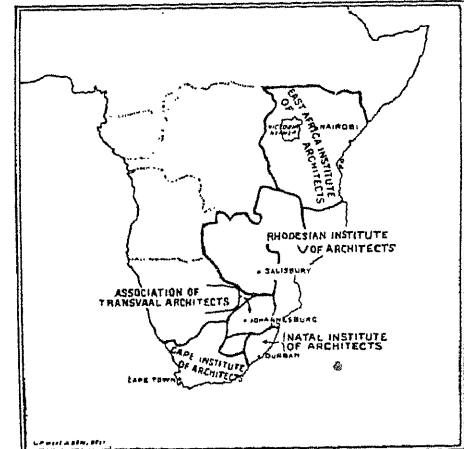 EAST AFRICA INSTITUTE
OF ARCHITECTS
VICTORIA
NYANZA
NAIROBI
RHODESIAN INSTITUTE
OF ARCHITECTS
SALISBURY
ASSOCIATION OF
TRANSVAAL ARCHITECTS
JOHANNESBURG
NATAL INSTITUTE
OF ARCHITECTS
DURBAN
CAPE INSTITUTE
OF ARCHITECTS
CAPE TOWN